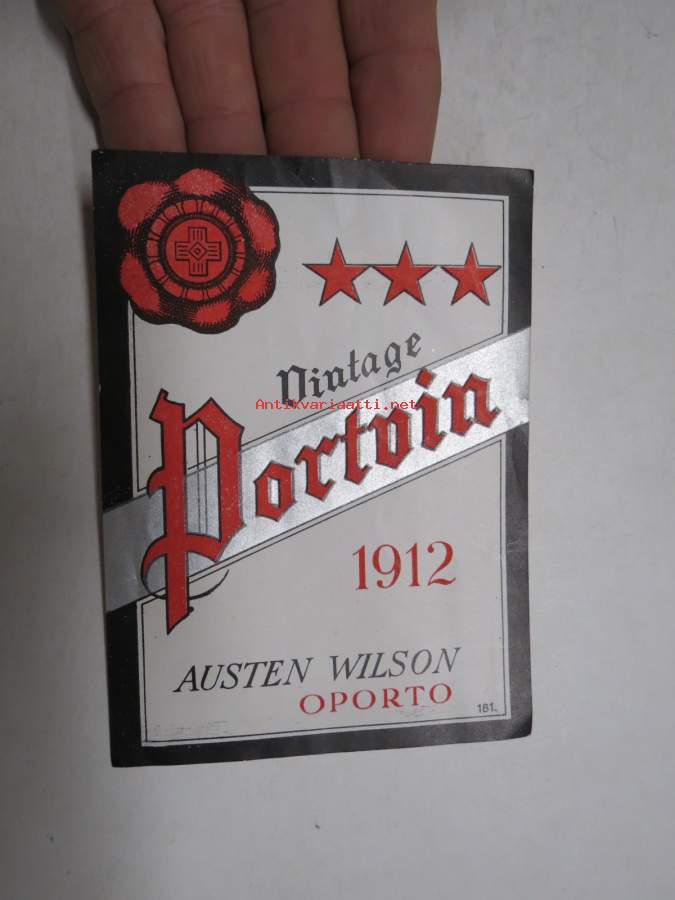 Vintage
Antikvariaatti.net
Portvin
1912
AUSTEN WILSON
OPORTO
181.